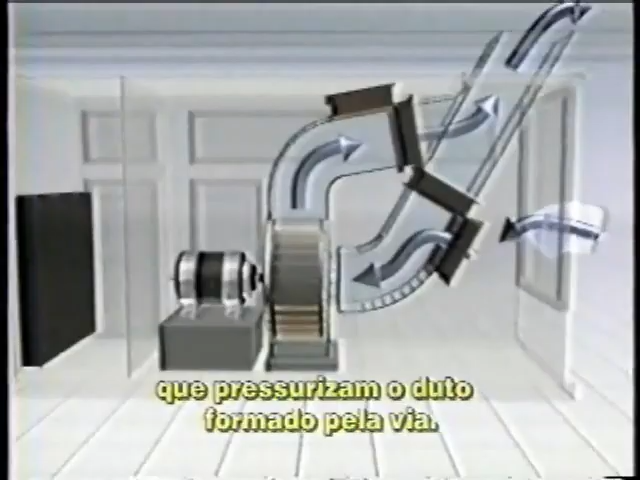 que pressurizam o duto
formado pela via.